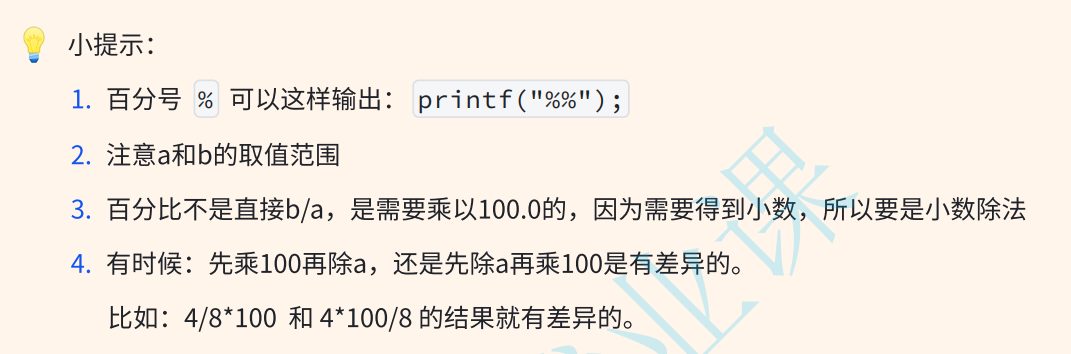 小提示：
1. 百分号 % 可以这样输出： printf("%%");
2. 注意a和b的取值范围
3. 百分比不是直接b/a，是需要乘以100.0的，因为需要得到小数，所以要是小数除法
4. 有时候：先乘100再除a，还是先除a再乘100是有差异的。
比如：4/8*100 和 4*100/8 的结果就有差异的。
业课